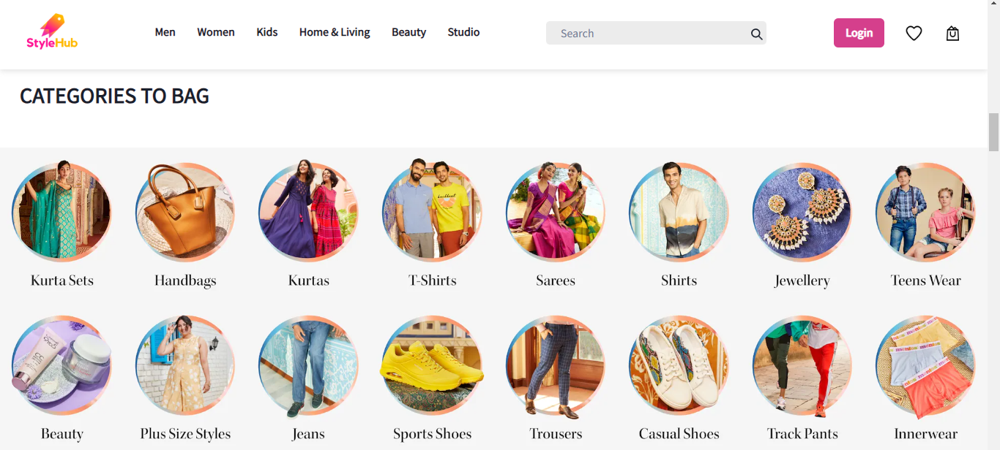 StyleHub
Men Women Kids Home & Living Beauty Studio Search Login
CATEGORIES TO BAG
Kurta Sets Handbags Kurtas T-Shirts Sarees Shirts Jewellery Teens Wear
Beauty Plus Size Styles Jeans Sports Shoes Trousers Casual Shoes Track Pants Innerwear